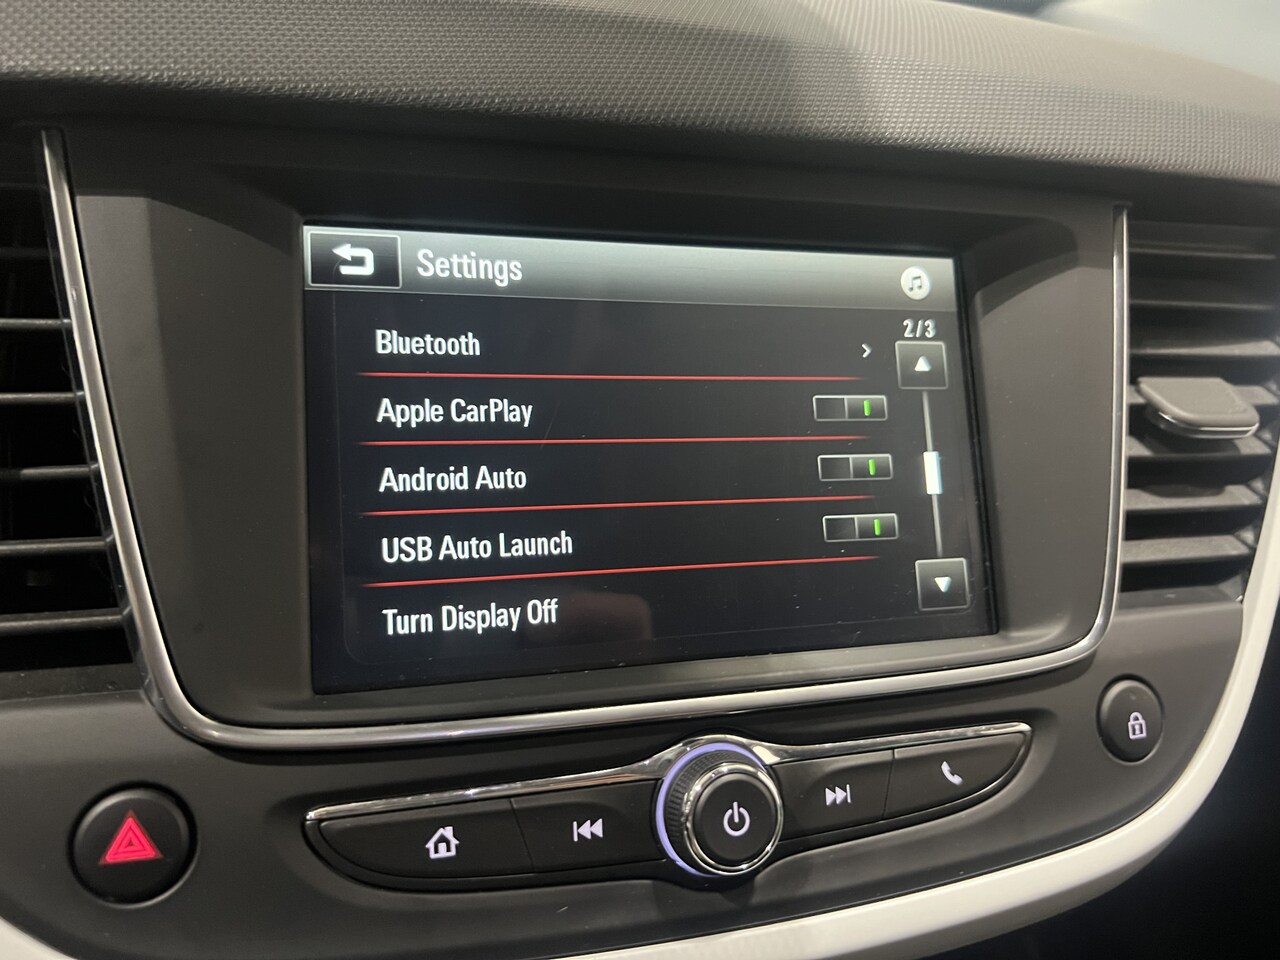 Settings
2/3
Bluetooth
Apple CarPlay
Android Auto
USB Auto Launch
Turn Display Off